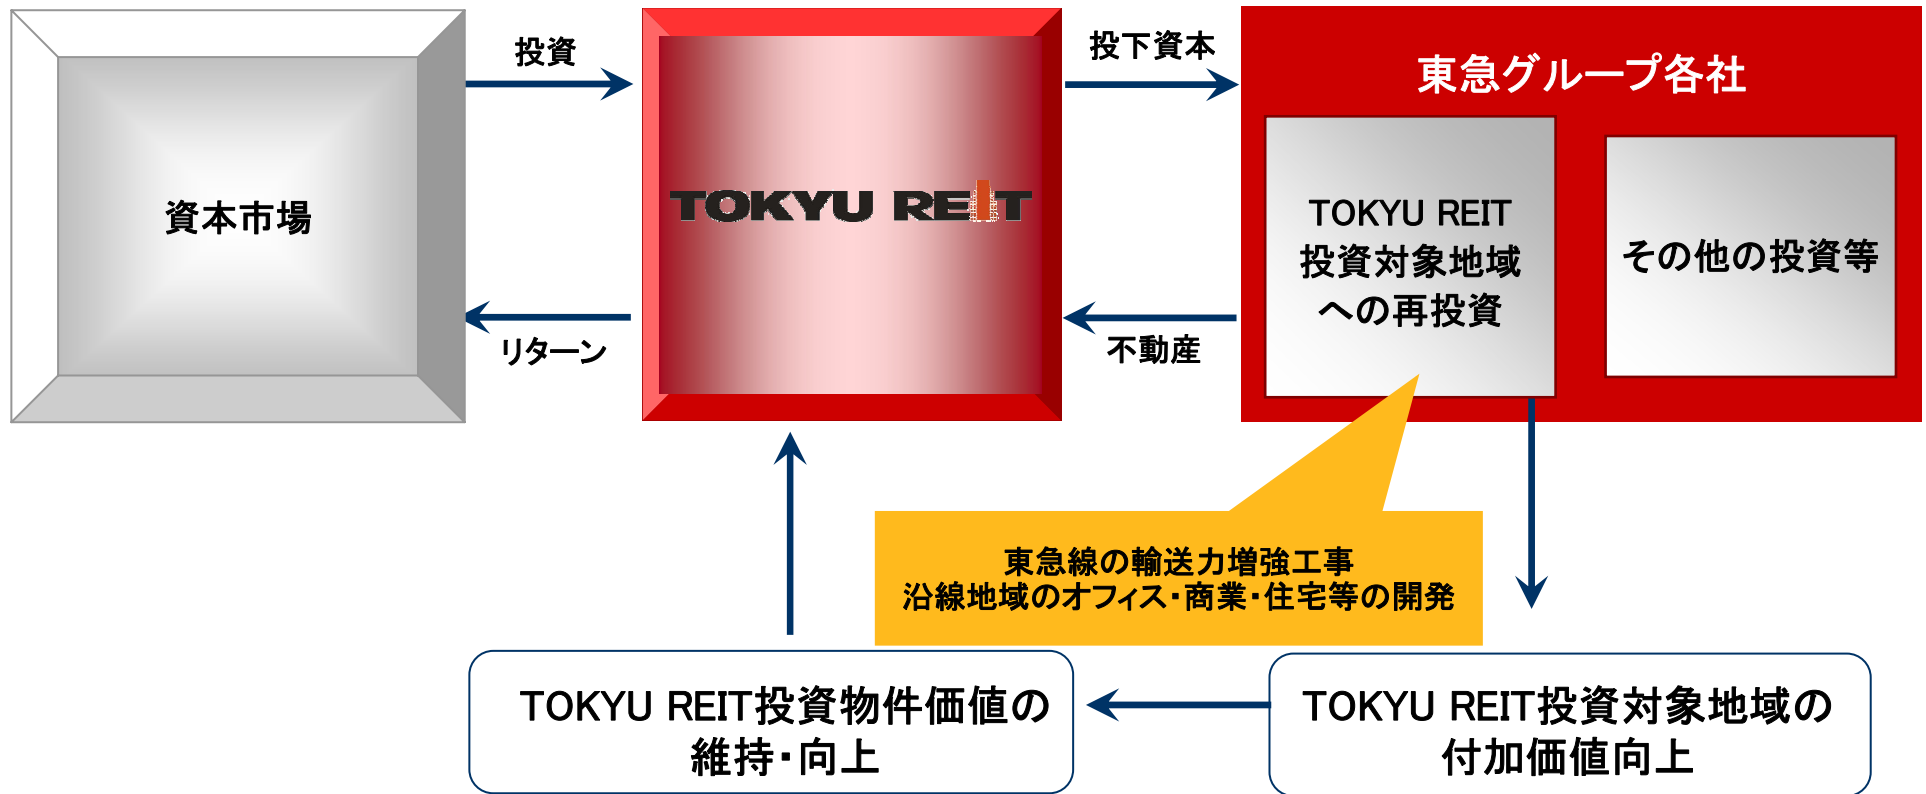 投資
投下資本
東急グループ各社
資本市場
TOKYU REIT
TOKYU REIT
投資対象地域
への再投資
その他の投資等
リターン
不動産
東急線の輸送力増強工事
沿線地域のオフィス・商業・住宅等の開発
TOKYU REIT投資物件価値の
維持・向上
TOKYU REIT投資対象地域の
付加価値向上